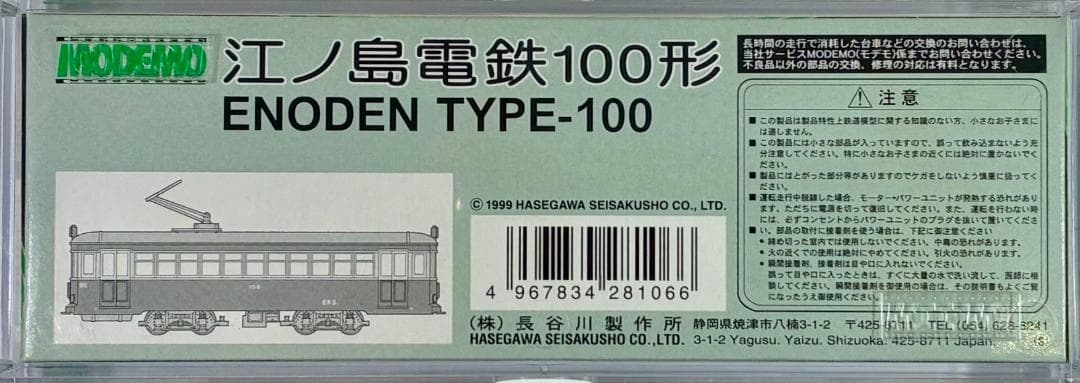 MODEMO
江ノ島電鉄100形
ENODEN TYPE-100
© 1999 HASEGAWA SEISAKUSHO CO., LTD.
4 967834 281066
(株)長谷川製作所 静岡県焼津市八楠3-1-2 〒425-8711 TEL(054) 628-8241
HASEGAWA SEISAKUSHO CO., LTD. 3-1-2 Yagusu. Yaizu. Shizuoka. 425-8711 Japan.
長時間の走行で消耗した台車などの交換のお問い合わせは、
当社サービスMODEMO(モデモ)係までお問い合わせください。
不良品以外の部品の交換、修理の対応は有料となります。
⚠ 注意
■ この製品は製品特性上鉄道模型に関する知識のない方、小さなお子さまに
は適しません。
■ この製品には小さな部品が入っていますので、誤って飲み込まないよう充
分注意してください。特に小さなお子さまの近くには絶対に置かないでく
ださい。
■ 製品にはとがった部分等がありますのでケガをしないよう慎重に扱ってく
ださい。
■ 運転走行中脱線した場合、モーター・パワーユニットが発熱する恐れがあり
ます。ただちに電源を切って復旧してください。また、運転を行わない時に
は、必ずコンセントからパワーユニットのプラグを抜いて置いてください。
■ 部品の取付に接着剤を使う場合は、下記に御注意ください
● 締め切った室内では使用しないでください。中毒の恐れがあります。
● 火の近くでの使用は絶対にやめてください。引火の恐れがあります。
● 瞬間接着剤、接着剤は目や口に入れないでください。
誤って目や口に入ったときは、すぐに大量の水で洗い流して、医師に相
談してください。瞬間接着剤を御使用の場合は、その説明書もよくご覧
になったうえ御使用ください。